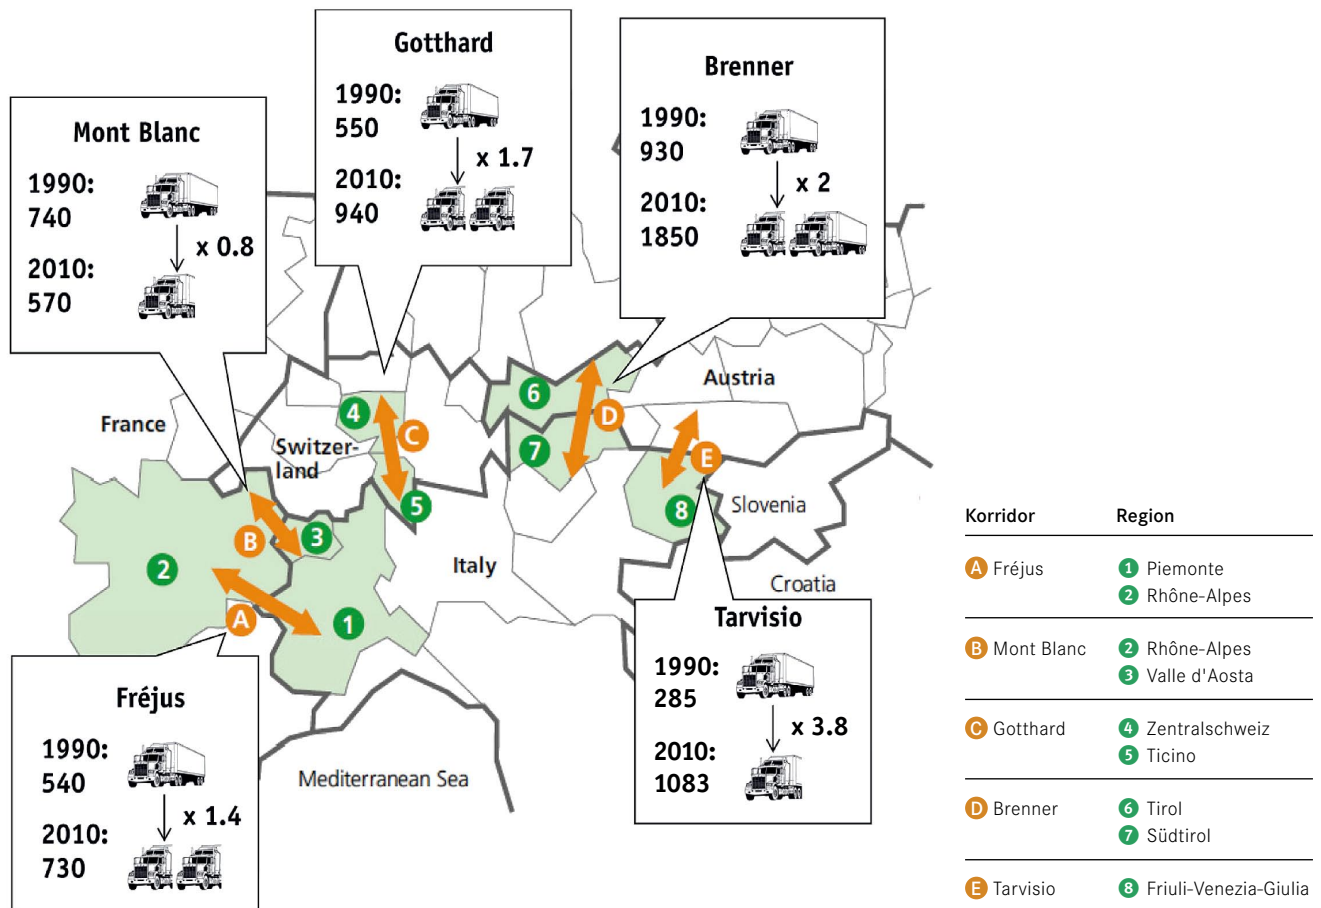 Gotthard
1990:
550
x 1.7
2010:
940
Brenner
1990:
930
x 2
2010:
1850
Mont Blanc
1990:
740
x 0.8
2010:
570
France
Switzer-
land
Austria
Slovenia
Croatia
Italy
Mediterranean Sea
1
2
3
4
5
6
7
8
A
B
C
D
E
Fréjus
1990:
540
x 1.4
2010:
730
Tarvisio
1990:
285
x 3.8
2010:
1083
Korridor Region
A Fréjus 1 Piemonte
2 Rhône-Alpes
B Mont Blanc 2 Rhône-Alpes
3 Valle d'Aosta
C Gotthard 4 Zentralschweiz
5 Ticino
D Brenner 6 Tirol
7 Südtirol
E Tarvisio 8 Friuli-Venezia-Giulia